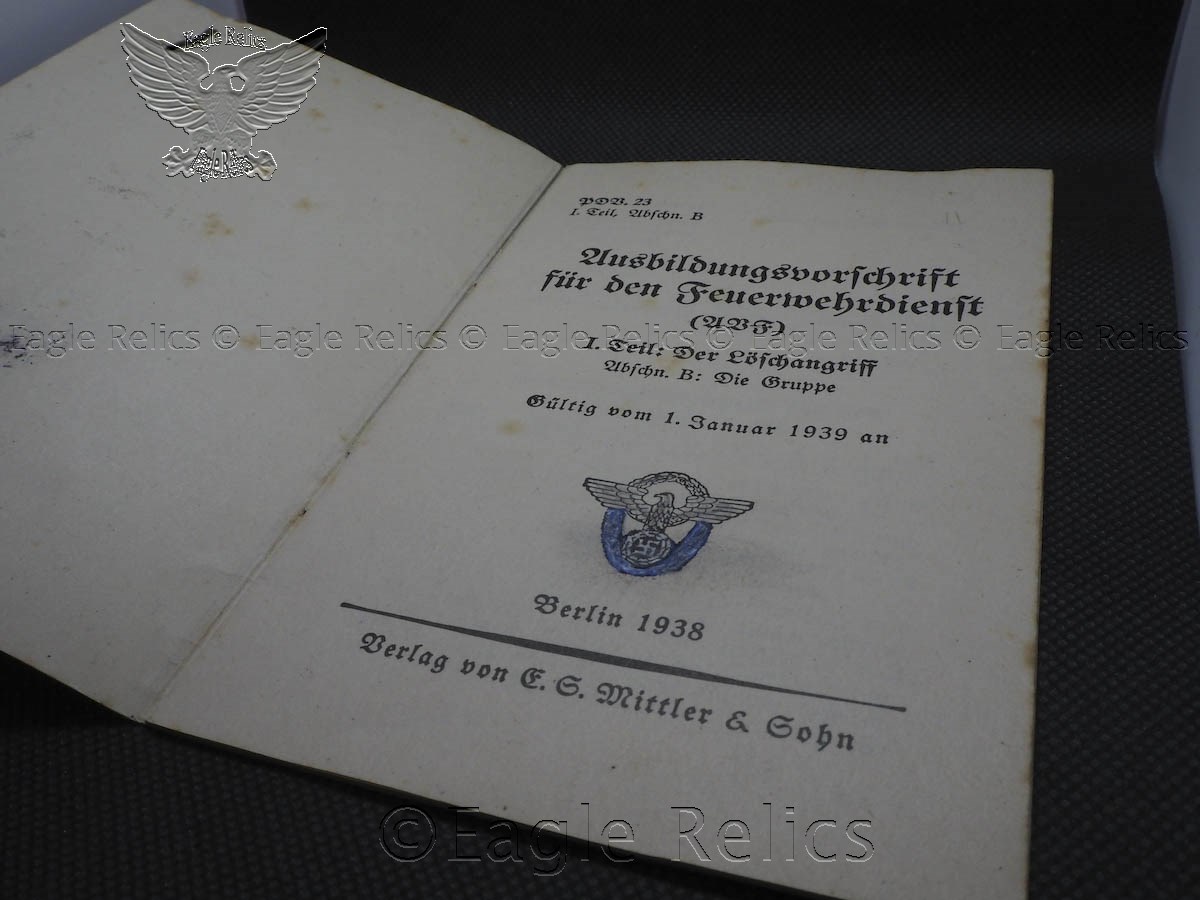 Eagle Relics
PDV. 23
I. Teil. Abschn. B
Ausbildungsvorschrift
für den Feuerwehrdienst
(AVF)
Eagle Relics © Eagle Relics © Eagle Relics © Eagle Relics © Eagle Relics
I. Teil: Der Löschangriff
Abschn. B: Die Gruppe
Gültig vom 1. Januar 1939 an
Berlin 1938
Verlag von E. S. Mittler & Sohn
©Eagle Relics